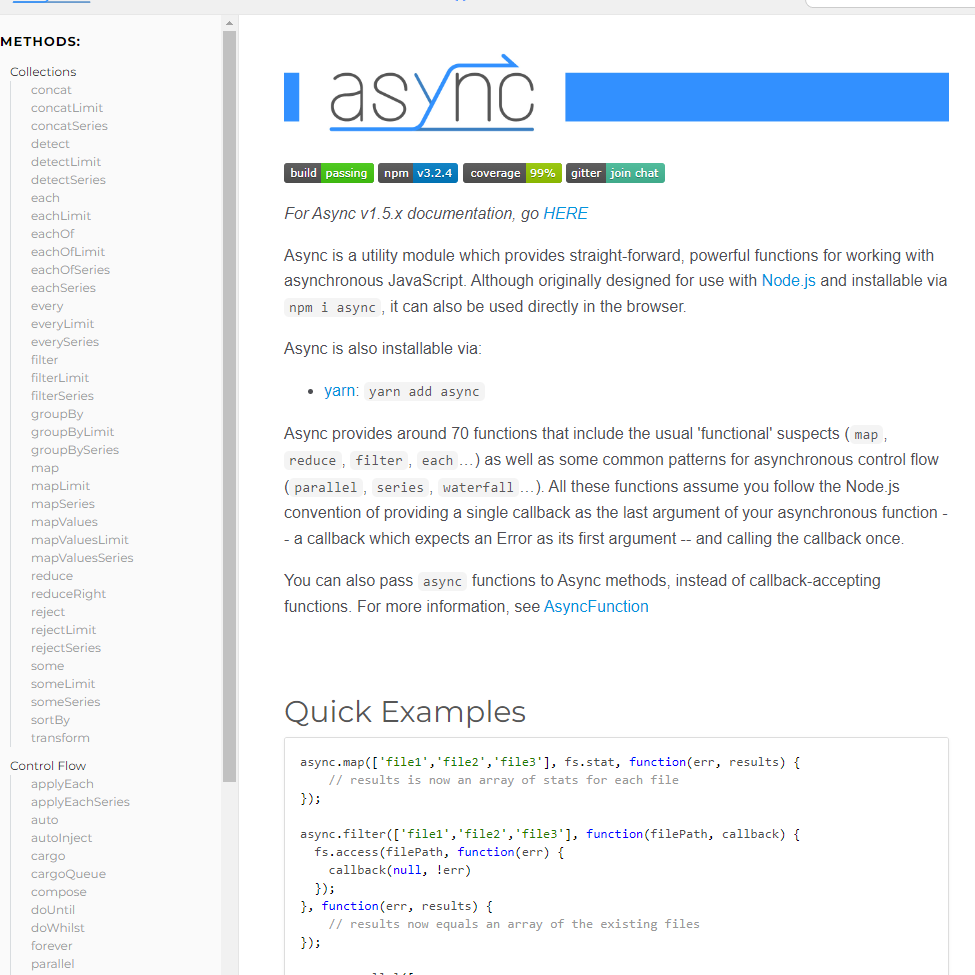 METHODS:
Collections
concat
concatLimit
concatSeries
detect
detectLimit
detectSeries
each
eachLimit
eachOf
eachOfLimit
eachOfSeries
eachSeries
every
everyLimit
everySeries
filter
filterLimit
filterSeries
groupBy
groupByLimit
groupBySeries
map
mapLimit
mapSeries
mapValues
mapValuesLimit
mapValuesSeries
reduce
reduceRight
reject
rejectLimit
rejectSeries
some
someLimit
someSeries
sortBy
transform
Control Flow
applyEach
applyEachSeries
auto
autoInject
cargo
cargoQueue
compose
doUntil
doWhilst
forever
parallel
async
build passing npm v3.2.4 coverage 99% gitter join chat
For Async v1.5.x documentation, go HERE
Async is a utility module which provides straight-forward, powerful functions for working with
asynchronous JavaScript. Although originally designed for use with Node.js and installable via
npm i async, it can also be used directly in the browser.
Async is also installable via:
• yarn: yarn add async
Async provides around 70 functions that include the usual 'functional' suspects (map,
reduce, filter, each…) as well as some common patterns for asynchronous control flow
(parallel, series, waterfall…). All these functions assume you follow the Node.js
convention of providing a single callback as the last argument of your asynchronous function -
- a callback which expects an Error as its first argument -- and calling the callback once.
You can also pass async functions to Async methods, instead of callback-accepting
functions. For more information, see AsyncFunction
Quick Examples
async.map(['file1','file2','file3'], fs.stat, function(err, results) {
    // results is now an array of stats for each file
});
async.filter(['file1','file2','file3'], function(filePath, callback) {
  fs.access(filePath, function(err) {
    callback(null, !err)
  });
}, function(err, results) {
    // results now equals an array of the existing files
});